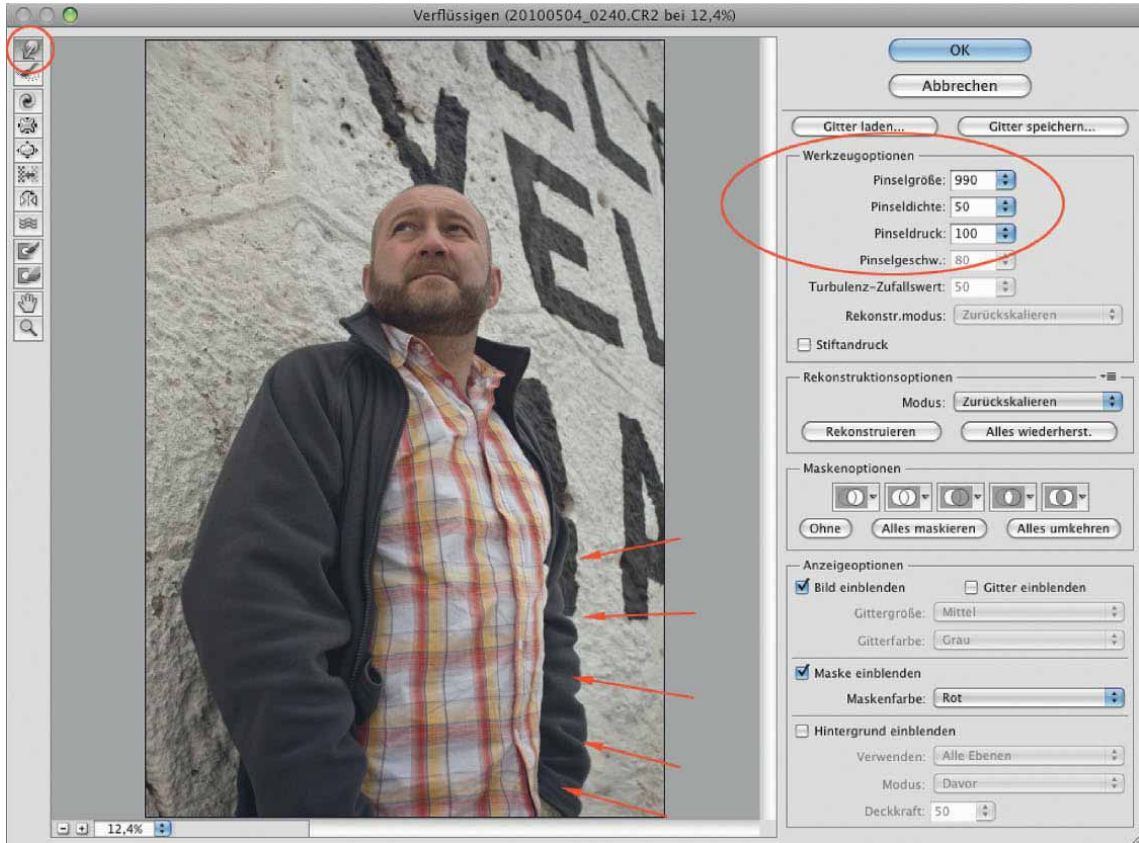 Verflüssigen (20100504_0240.CR2 bei 12,4%)
OK
Abbrechen
Gitter laden...
Gitter speichern...
Werkzeugoptionen
Pinselgröße: 990
Pinseldichte: 50
Pinseldruck: 100
Pinselgeschw.: 80
Turbulenz-Zufallswert: 50
Rekonstr.modus: Zurückskalieren
Stiftandruck
Rekonstruktionsoptionen
Modus: Zurückskalieren
Rekonstruieren
Alles wiederherst.
Maskenoptionen
Ohne
Alles maskieren
Alles umkehren
Anzeigeoptionen
Bild einblenden
Gitter einblenden
Gittergröße: Mittel
Gitterfarbe: Grau
Maske einblenden
Maskenfarbe: Rot
Hintergrund einblenden
Verwenden: Alle Ebenen
Modus: Davor
Deckkraft: 50
12,4%